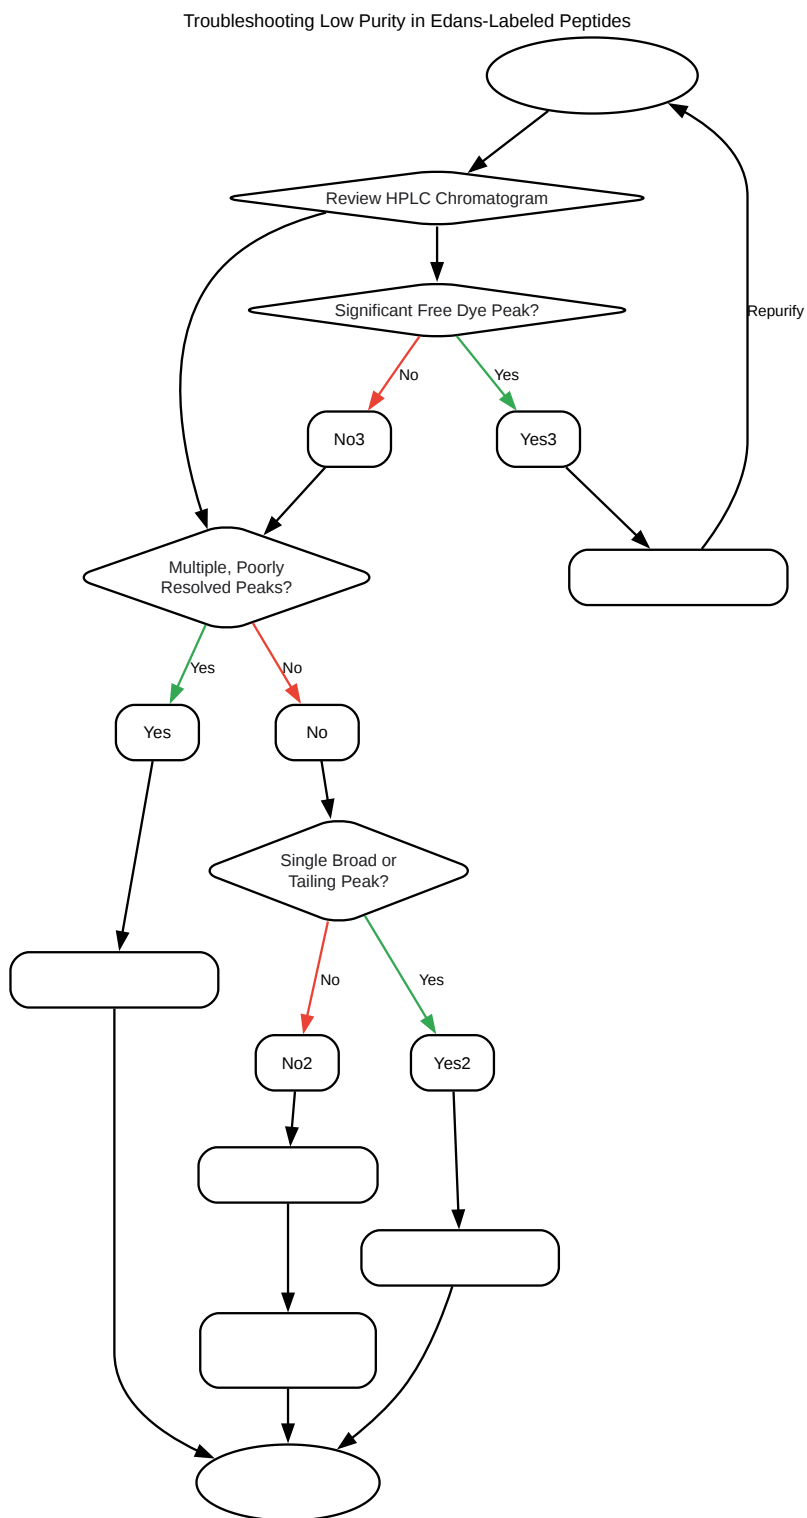 Troubleshooting Low Purity in Edans-Labeled Peptides
Review HPLC Chromatogram
Significant Free Dye Peak?
Repurify
No
Yes
No3
Yes3
Multiple, Poorly
Resolved Peaks?
Yes
No
Yes
No
Single Broad or
Tailing Peak?
No
Yes
No2
Yes2